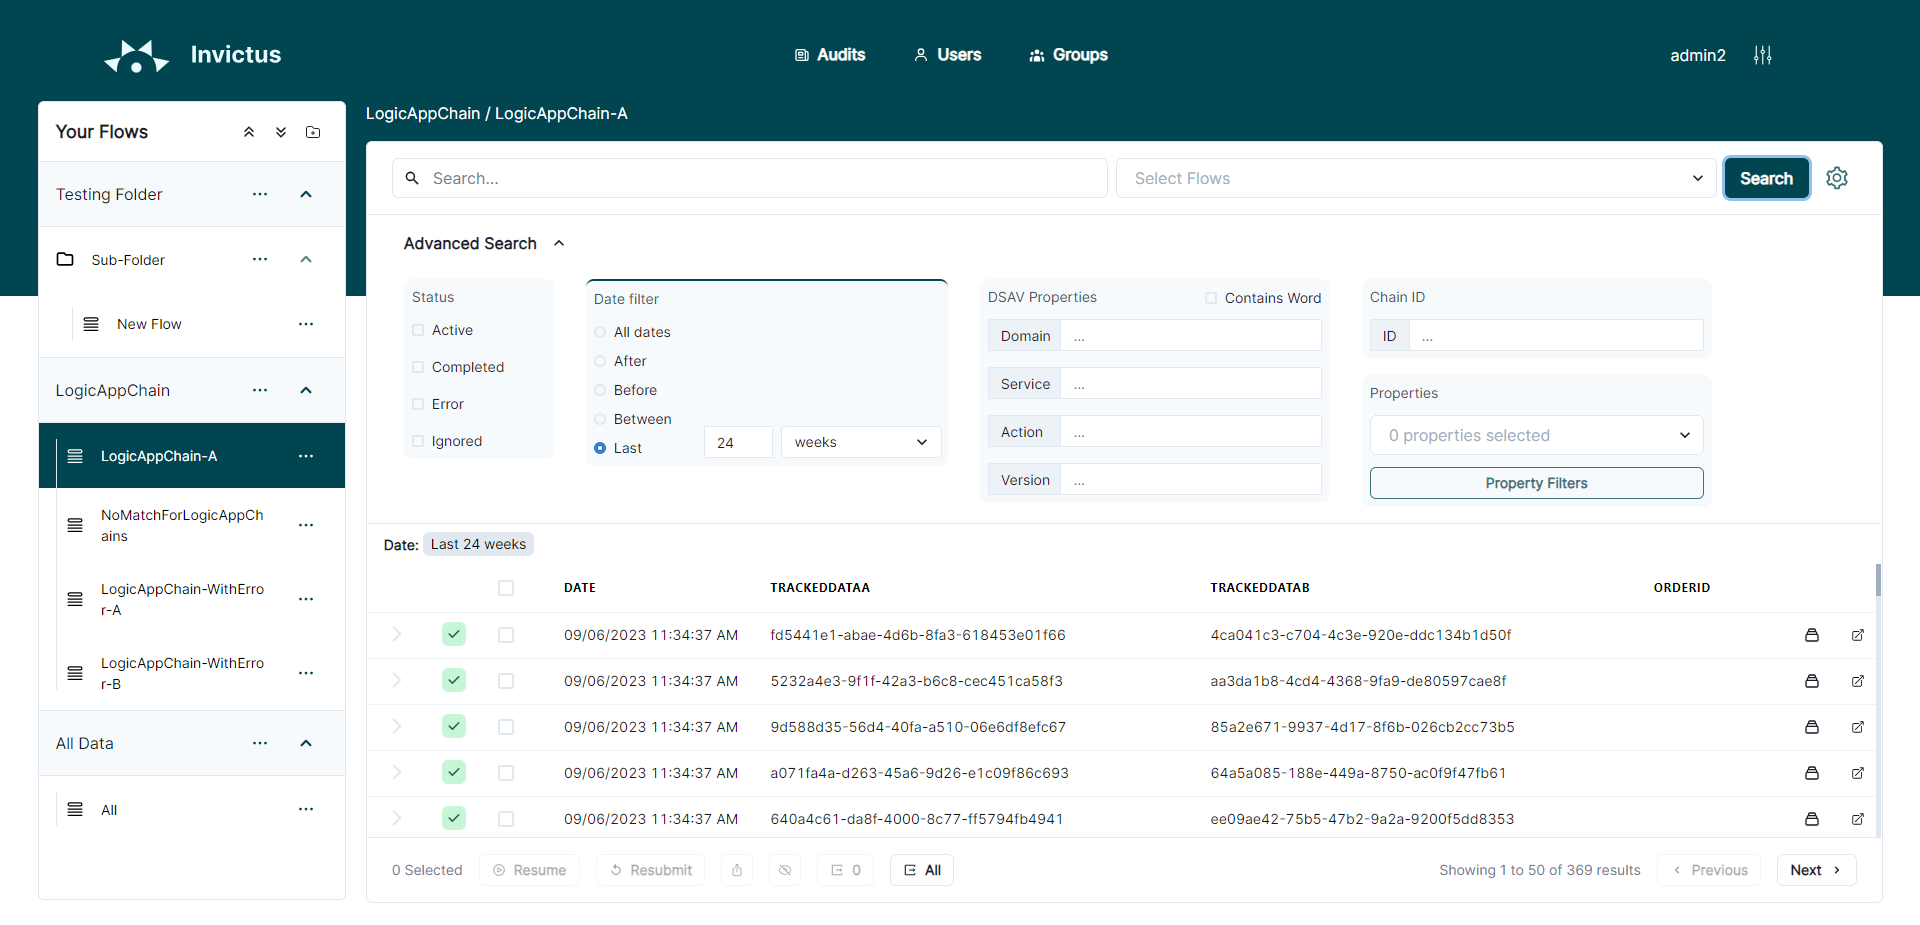 Invictus
Audits
Users
Groups
admin2
Your Flows
Testing Folder
Sub-Folder
New Flow
LogicAppChain
LogicAppChain-A
NoMatchForLogicAppCh
ains
LogicAppChain-WithErro
r-A
LogicAppChain-WithErro
r-B
All Data
All
LogicAppChain / LogicAppChain-A
Search...
Select Flows
Search
Advanced Search
Status
Active
Completed
Error
Ignored
Date filter
All dates
After
Before
Between
Last
24
weeks
DSAV Properties
Contains Word
Domain ...
Service ...
Action ...
Version ...
Chain ID
ID ...
Properties
0 properties selected
Property Filters
Date: Last 24 weeks
DATE TRACKEDDATAA TRACKEDDATAB ORDERID
09/06/2023 11:34:37 AM fd5441e1-abae-4d6b-8fa3-618453e01f66 4ca041c3-c704-4c3e-920e-ddc134b1d50f
09/06/2023 11:34:37 AM 5232a4e3-9f1f-42a3-b6c8-cec451ca58f3 aa3da1b8-4cd4-4368-9fa9-de80597cae8f
09/06/2023 11:34:37 AM 9d588d35-56d4-40fa-a510-06e6df8efc67 85a2e671-9937-4d17-8f6b-026cb2cc73b5
09/06/2023 11:34:37 AM a071fa4a-d263-45a6-9d26-e1c09f86c693 64a5a085-188e-449a-8750-ac0f9f47fb61
09/06/2023 11:34:37 AM 640a4c61-da8f-4000-8c77-ff5794fb4941 ee09ae42-75b5-47b2-9a2a-9200f5dd8353
0 Selected
Resume
Resubmit
0
All
Showing 1 to 50 of 369 results
Previous
Next